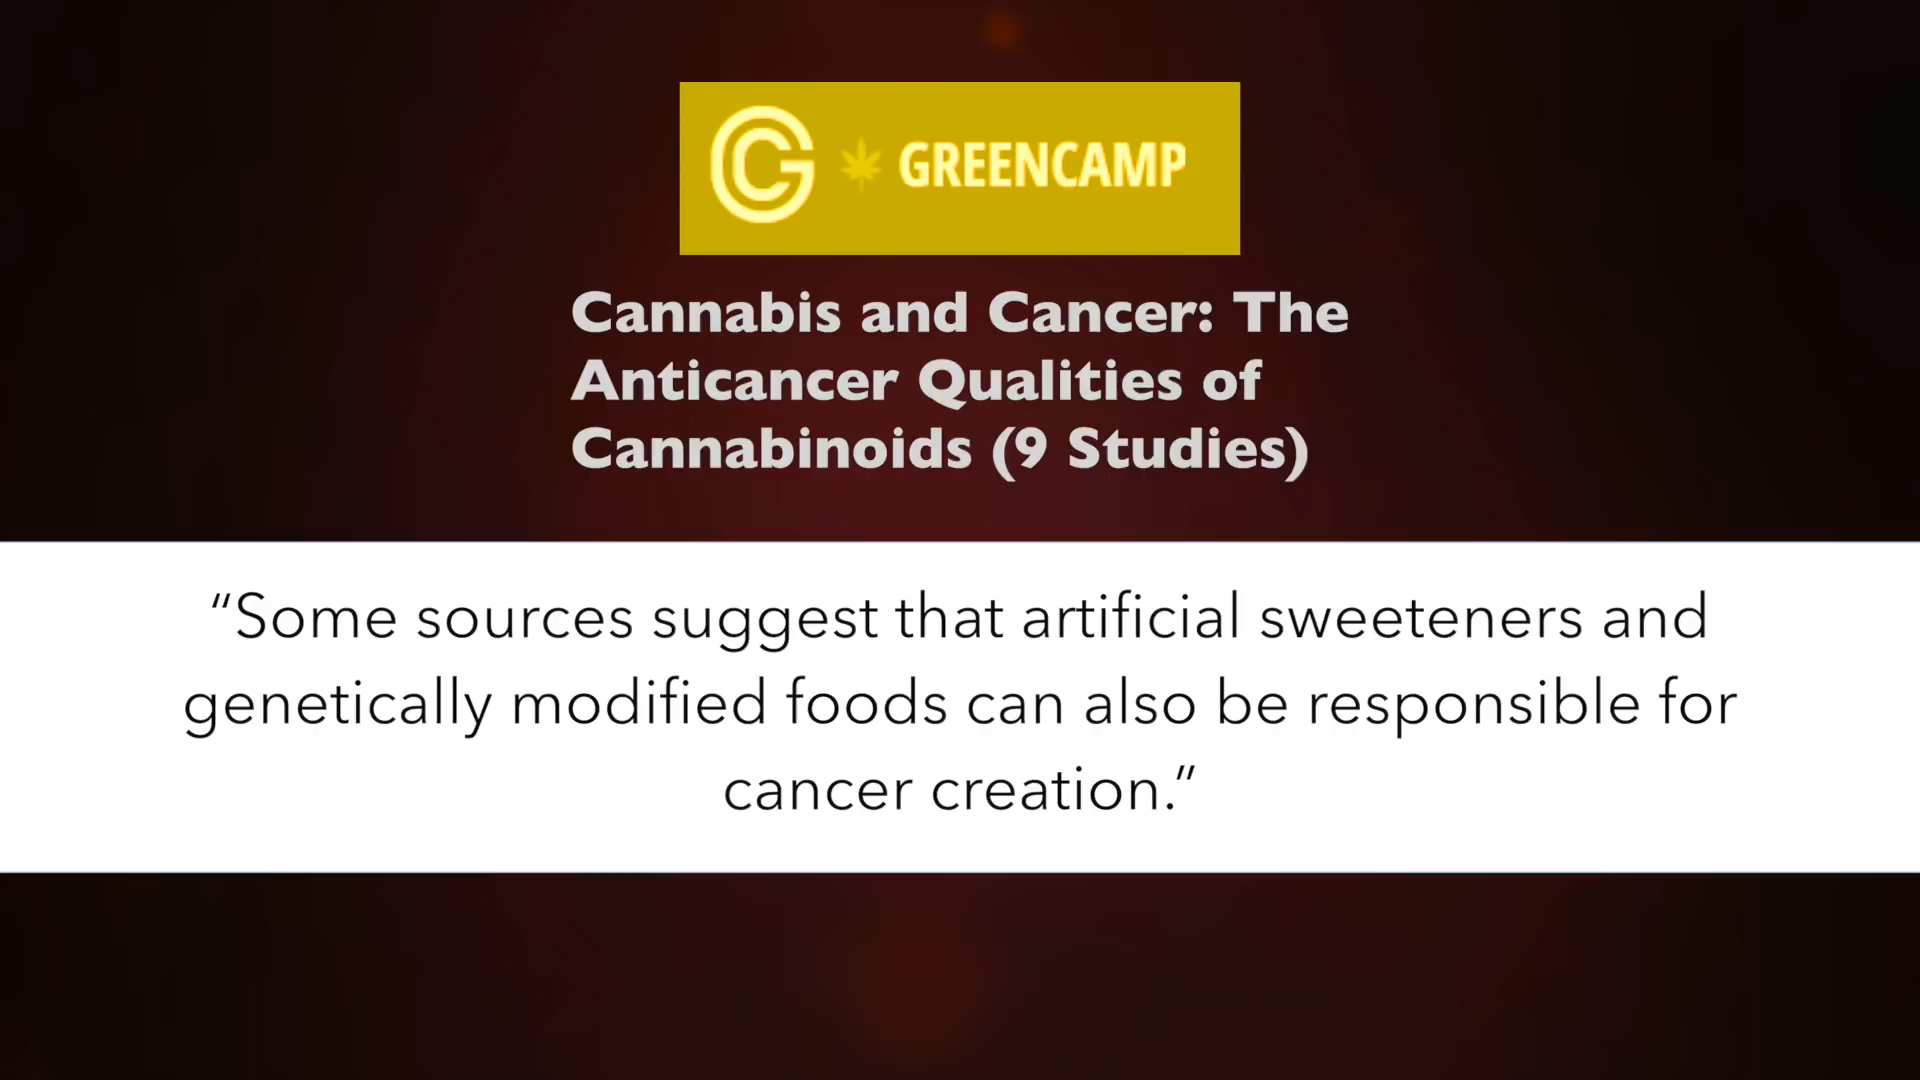 GC GREENCAMP
Cannabis and Cancer: The
Anticancer Qualities of
Cannabinoids (9 Studies)
“Some sources suggest that artificial sweeteners and
genetically modified foods can also be responsible for
cancer creation.”